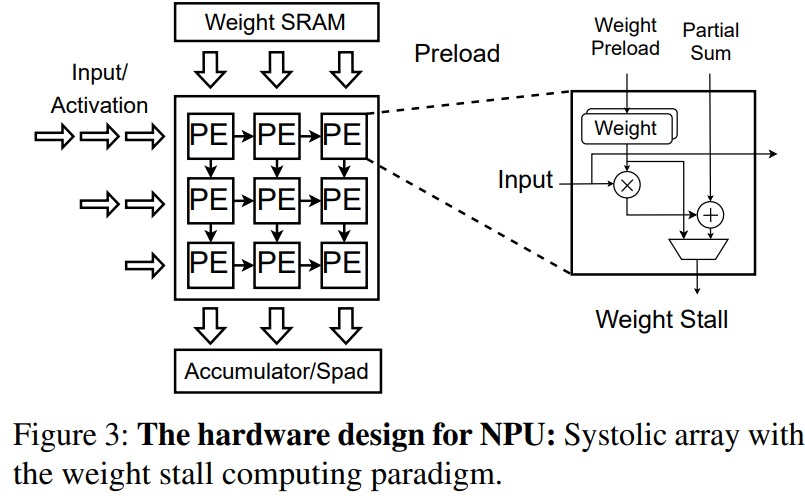 Weight SRAM
Preload
Input/
Activation
PE PE PE
PE PE PE
PE PE PE
Accumulator/Spad
Weight
Preload
Partial
Sum
Weight
Input
×
+
Weight Stall
Figure 3: The hardware design for NPU: Systolic array with
the weight stall computing paradigm.